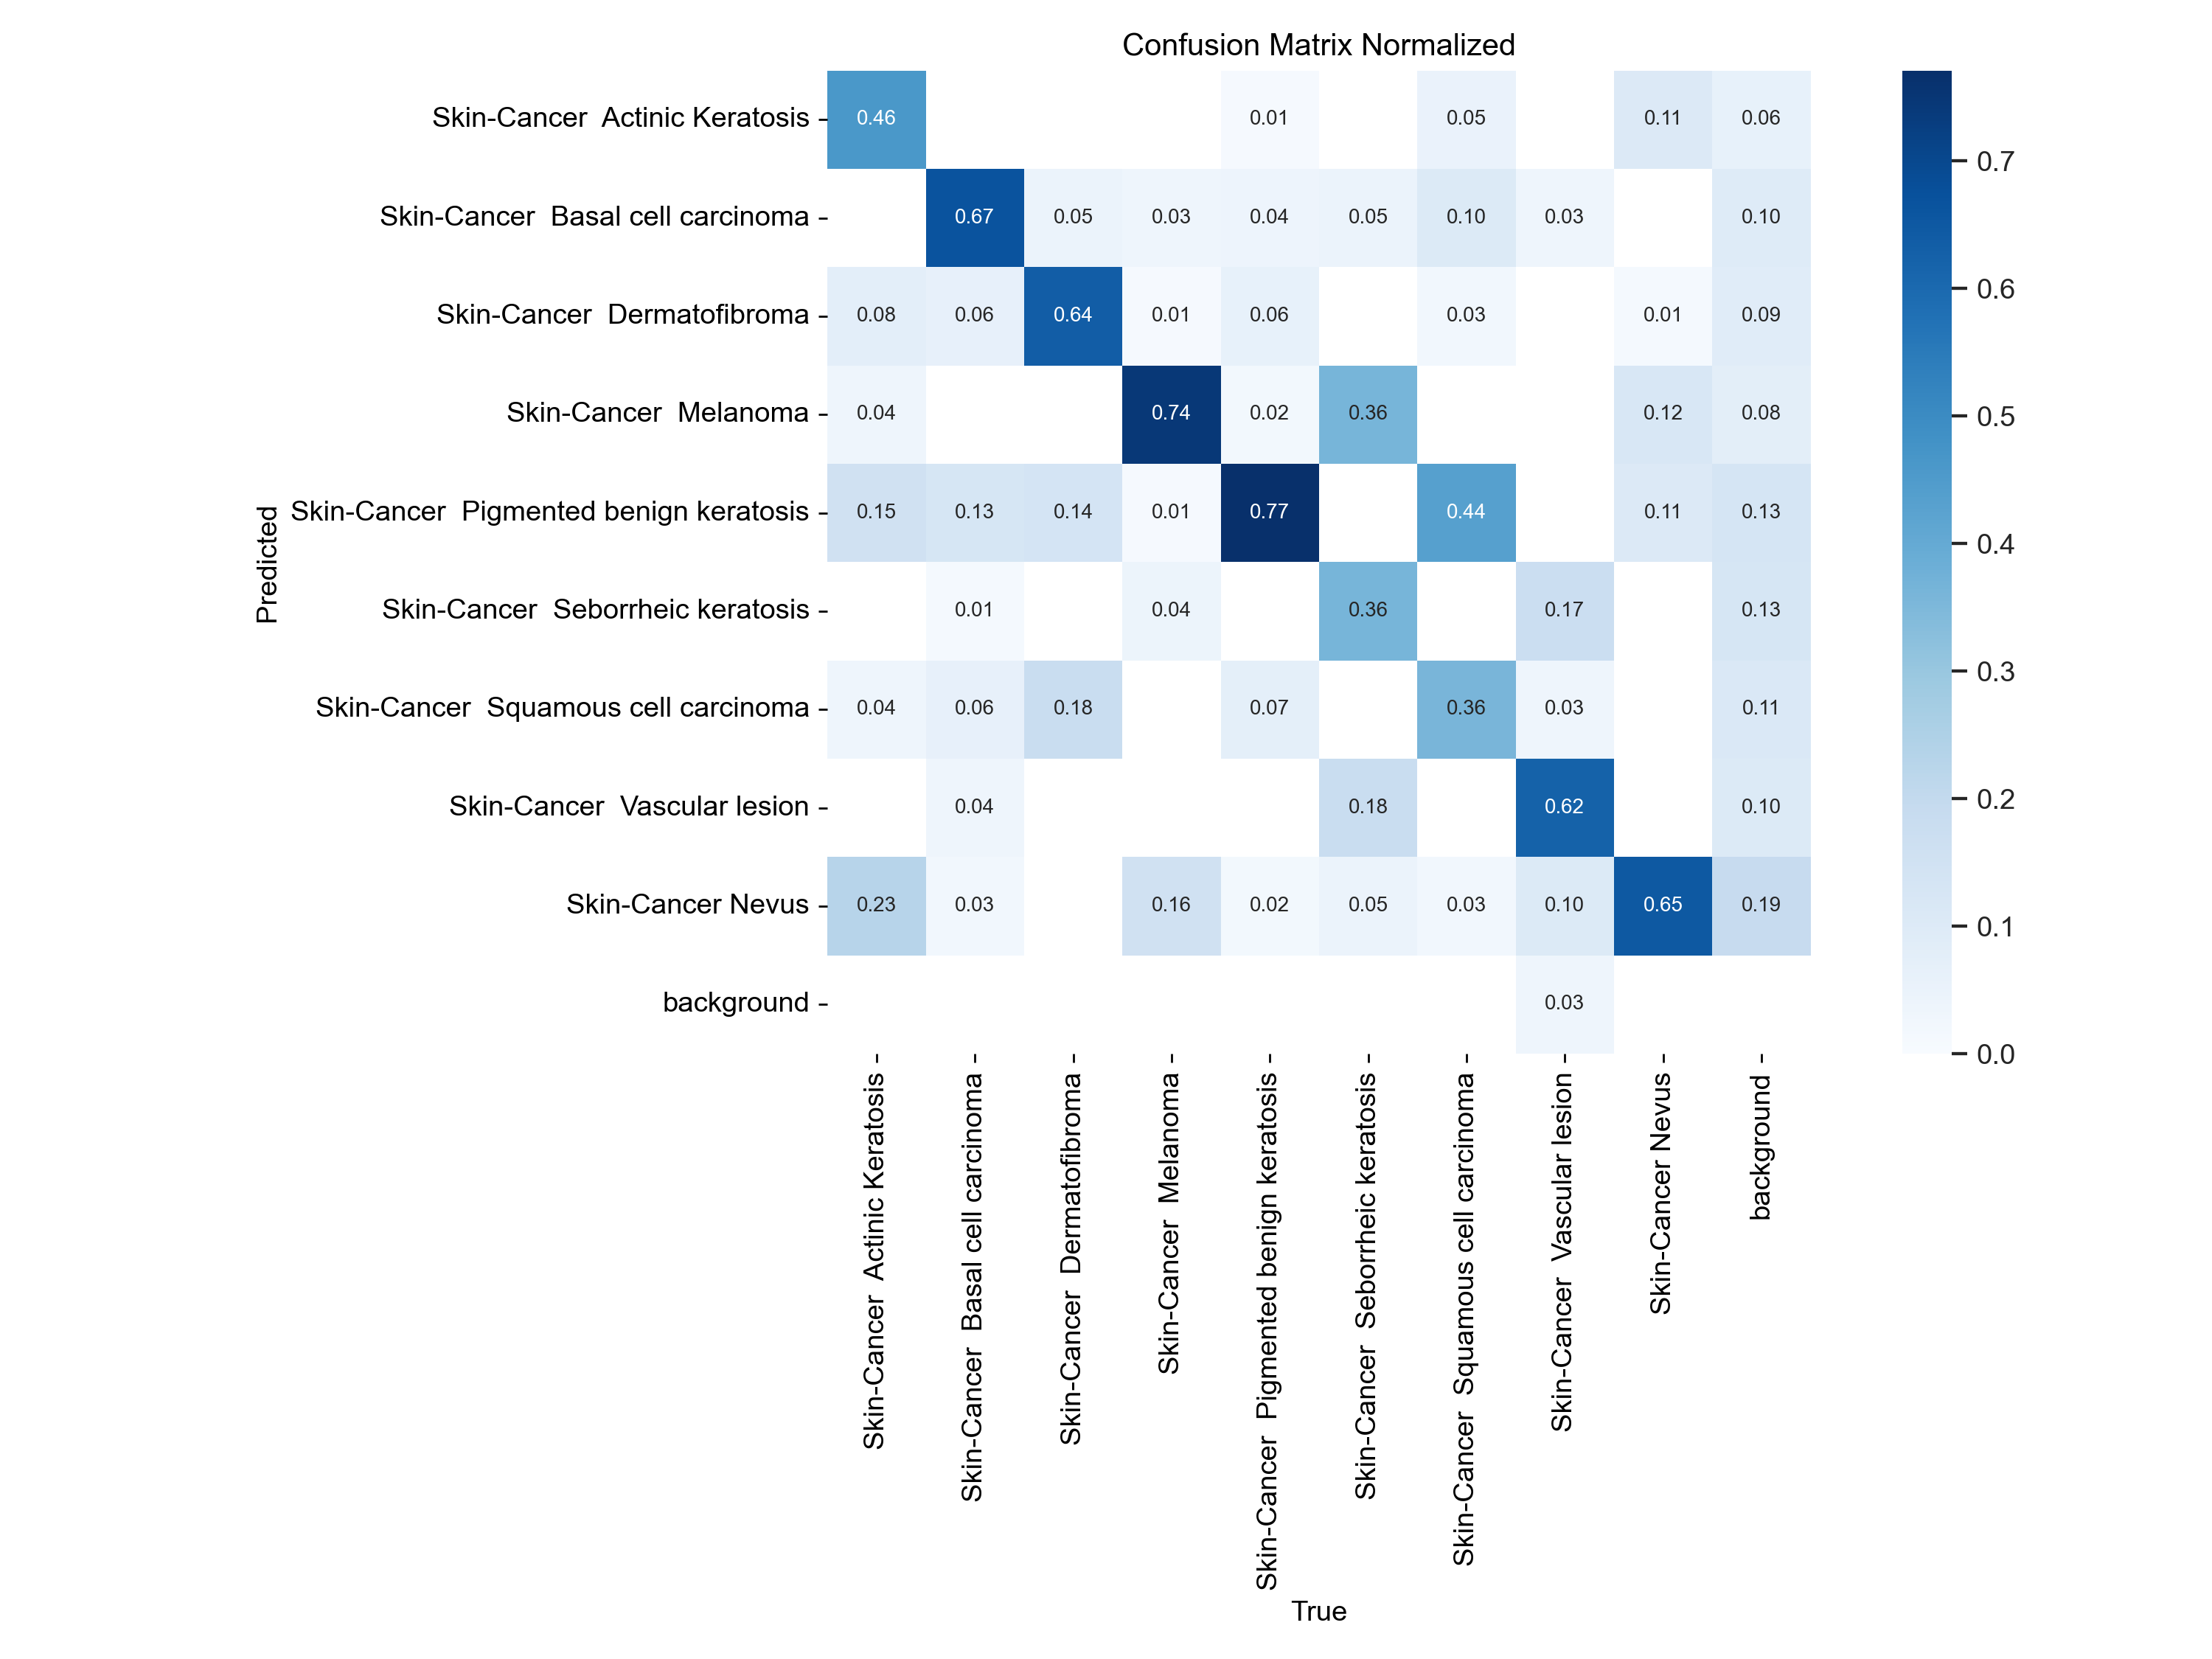 Confusion Matrix Normalized
Skin-Cancer  Actinic Keratosis 0.46 0.01 0.05 0.11 0.06
Skin-Cancer  Basal cell carcinoma 0.67 0.05 0.03 0.04 0.05 0.10 0.03 0.10
Skin-Cancer  Dermatofibroma 0.08 0.06 0.64 0.01 0.06 0.03 0.01 0.09
Skin-Cancer  Melanoma 0.04 0.74 0.02 0.36 0.12 0.08
Skin-Cancer  Pigmented benign keratosis 0.15 0.13 0.14 0.01 0.77 0.44 0.11 0.13
Skin-Cancer  Seborrheic keratosis 0.01 0.04 0.36 0.17 0.13
Skin-Cancer  Squamous cell carcinoma 0.04 0.06 0.18 0.07 0.36 0.03 0.11
Skin-Cancer  Vascular lesion 0.04 0.18 0.62 0.10
Skin-Cancer Nevus 0.23 0.03 0.16 0.02 0.05 0.03 0.10 0.65 0.19
background 0.03
Predicted
Skin-Cancer  Actinic Keratosis
Skin-Cancer  Basal cell carcinoma
Skin-Cancer  Dermatofibroma
Skin-Cancer  Melanoma
Skin-Cancer  Pigmented benign keratosis
Skin-Cancer  Seborrheic keratosis
Skin-Cancer  Squamous cell carcinoma
Skin-Cancer  Vascular lesion
Skin-Cancer Nevus
background
True
0.7
0.6
0.5
0.4
0.3
0.2
0.1
0.0